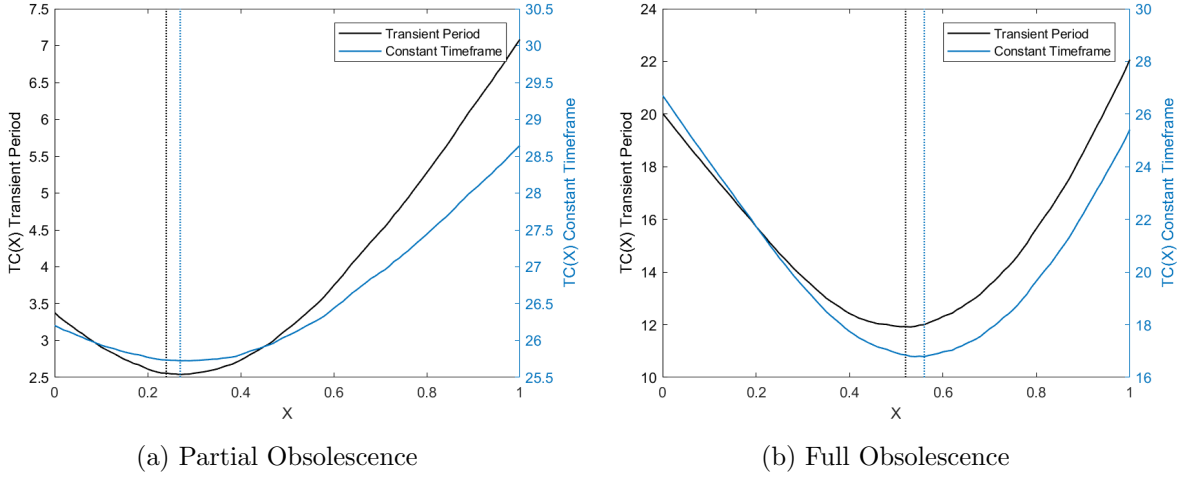 7.5
7
6.5
6
5.5
5
4.5
4
3.5
3
2.5
TC(X) Transient Period
30.5
30
29.5
29
28.5
28
27.5
27
26.5
26
25.5
TC(X) Constant Timeframe
0 0.2 0.4 0.6 0.8 1
X
Transient Period
Constant Timeframe
(a) Partial Obsolescence
24
22
20
18
16
14
12
10
TC(X) Transient Period
30
28
26
24
22
20
18
16
TC(X) Constant Timeframe
0 0.2 0.4 0.6 0.8 1
X
Transient Period
Constant Timeframe
(b) Full Obsolescence